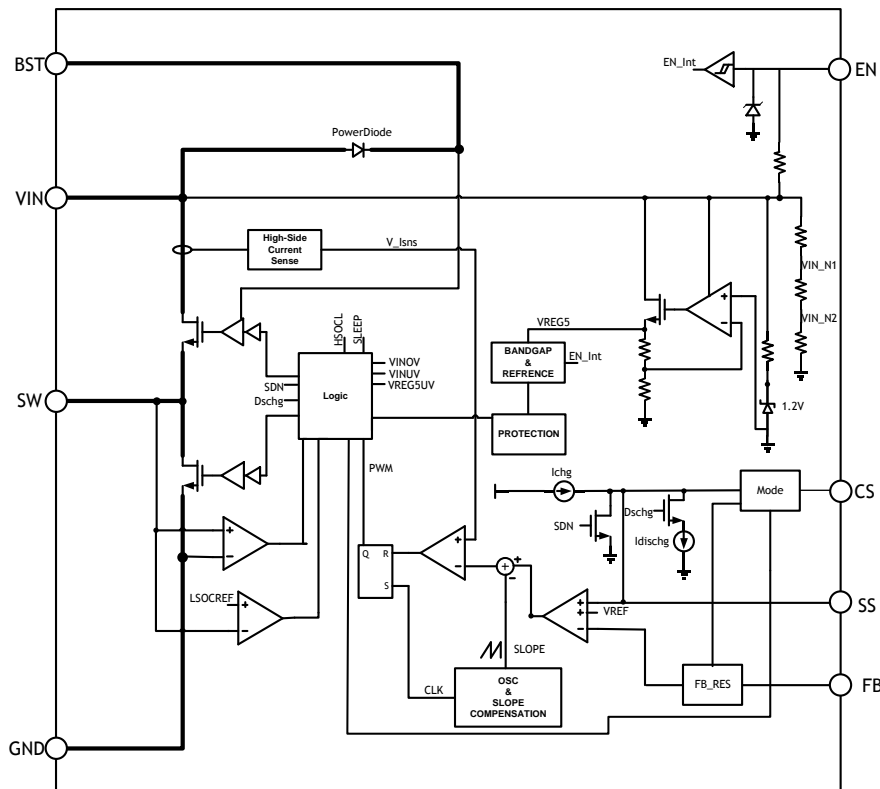 BST
EN_Int
EN
PowerDiode
VIN
High-Side
Current
Sense
V_Isns
VIN_N1
VIN_N2
VREG5
HSOCL
SLEEP
VINOV
VINUV
VREG5UV
Logic
SDN
Dschg
BANDGAP
&
REFRENCE
EN_Int
PROTECTION
1.2V
SW
PWM
Ichg
Mode
CS
SDN
Dschg
Idischg
+
-
Q
R
S
+
-
+
-
LSOCREF
+
-
+
+
-
VREF
SS
SLOPE
CLK
OSC
&
SLOPE
COMPENSATION
FB_RES
FB
GND
+
-